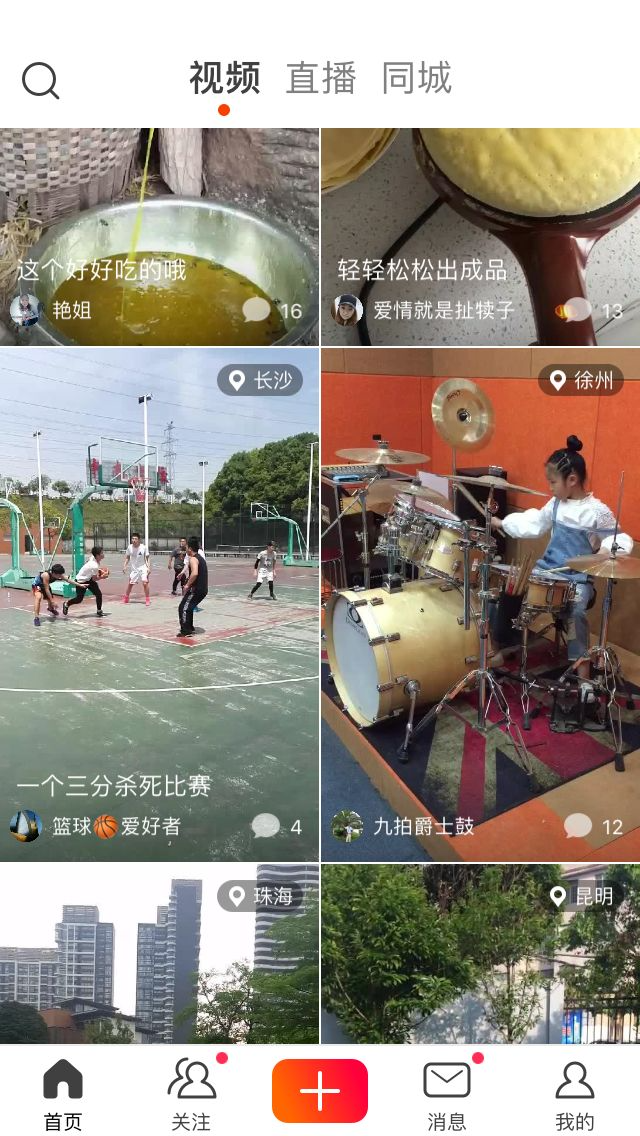 视频 直播 同城
这个好好吃的哦
艳姐 16
轻轻松松出成品
爱情就是扯犊子 13
长沙
一个三分杀死比赛
篮球🏀爱好者 4
徐州
九拍爵士鼓 12
珠海
昆明
首页 关注 消息 我的